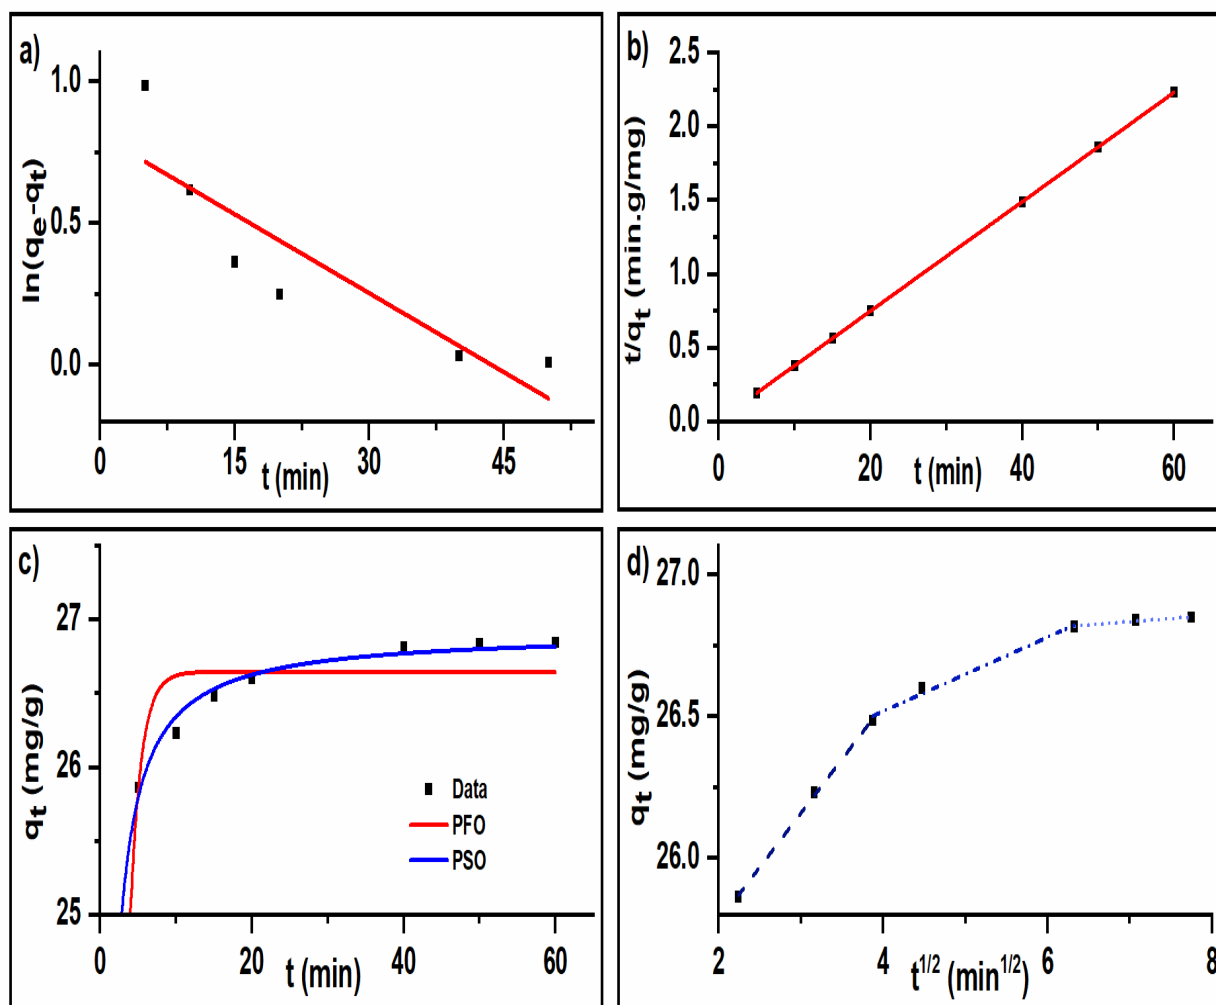 a)
1.0
0.5
0.0
ln(qe-qt)
0 15 30 45
t (min)
b)
2.5
2.0
1.5
1.0
0.5
0.0
t/qt (min.g/mg)
0 20 40 60
t (min)
c)
27
26
25
qt (mg/g)
Data
PFO
PSO
0 20 40 60
t (min)
d)
27.0
26.5
26.0
qt (mg/g)
2 4 6 8
t1/2 (min1/2)